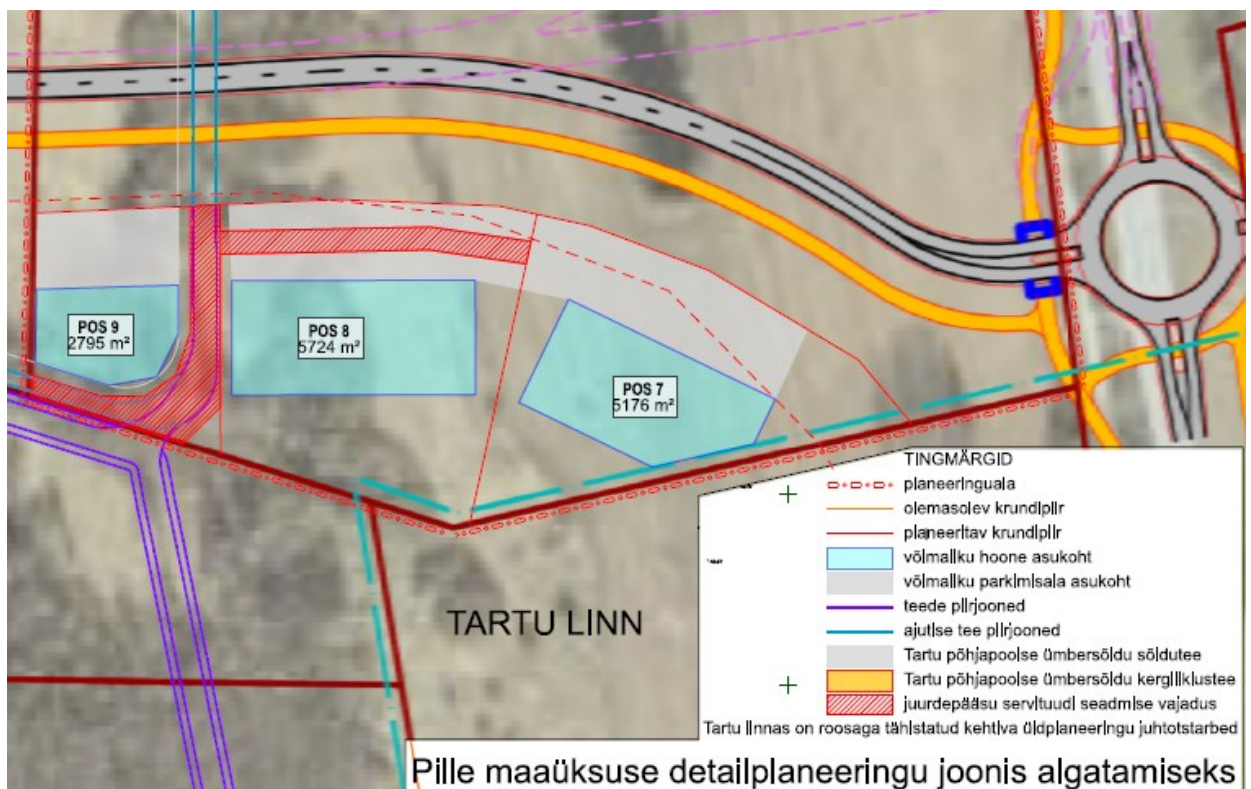 POS 9
2795 m²
POS 8
5724 m²
POS 7
5176 m²
TARTU LINN
TINGMÄRGID
planeeringuala
olemasolev krundipiir
planeeritav krundipiir
võimaliku hoone asukoht
võimaliku parkimisala asukoht
teede piirjooned
ajutise tee piirjooned
Tartu põhjapoolse ümbersõidu sõidutee
Tartu põhjapoolse ümbersõidu kergliiklustee
juurdepääsu servituudi seadmise vajadus
Tartu linnas on roosaga tähistatud kehtiva üldplaneeringu juhtotstarbed
Pille maaüksuse detailplaneeringu joonis algatamiseks